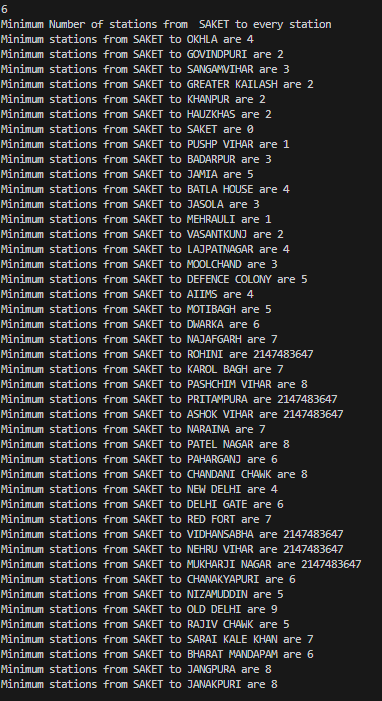 6
Minimum Number of stations from  SAKET to every station
Minimum stations from SAKET to OKHLA are 4
Minimum stations from SAKET to GOVINDPURI are 2
Minimum stations from SAKET to SANGAMVIHAR are 3
Minimum stations from SAKET to GREATER KAILASH are 2
Minimum stations from SAKET to KHANPUR are 2
Minimum stations from SAKET to HAUZKHAS are 2
Minimum stations from SAKET to SAKET are 0
Minimum stations from SAKET to PUSHP VIHAR are 1
Minimum stations from SAKET to BADARPUR are 3
Minimum stations from SAKET to JAMIA are 5
Minimum stations from SAKET to BATLA HOUSE are 4
Minimum stations from SAKET to JASOLA are 3
Minimum stations from SAKET to MEHRAULI are 1
Minimum stations from SAKET to VASANTKUNJ are 2
Minimum stations from SAKET to LAJPATNAGAR are 4
Minimum stations from SAKET to MOOLCHAND are 3
Minimum stations from SAKET to DEFENCE COLONY are 5
Minimum stations from SAKET to AIIMS are 4
Minimum stations from SAKET to MOTIBAGH are 5
Minimum stations from SAKET to DWARKA are 6
Minimum stations from SAKET to NAJAFGARH are 7
Minimum stations from SAKET to ROHINI are 2147483647
Minimum stations from SAKET to KAROL BAGH are 7
Minimum stations from SAKET to PASHCHIM VIHAR are 8
Minimum stations from SAKET to PRITAMPURA are 2147483647
Minimum stations from SAKET to ASHOK VIHAR are 2147483647
Minimum stations from SAKET to NARAINA are 7
Minimum stations from SAKET to PATEL NAGAR are 8
Minimum stations from SAKET to PAHARGANJ are 6
Minimum stations from SAKET to CHANDANI CHAWK are 8
Minimum stations from SAKET to NEW DELHI are 4
Minimum stations from SAKET to DELHI GATE are 6
Minimum stations from SAKET to RED FORT are 7
Minimum stations from SAKET to VIDHANSABHA are 2147483647
Minimum stations from SAKET to NEHRU VIHAR are 2147483647
Minimum stations from SAKET to MUKHARJI NAGAR are 2147483647
Minimum stations from SAKET to CHANAKYAPURI are 6
Minimum stations from SAKET to NIZAMUDDIN are 5
Minimum stations from SAKET to OLD DELHI are 9
Minimum stations from SAKET to RAJIV CHAWK are 5
Minimum stations from SAKET to SARAI KALE KHAN are 7
Minimum stations from SAKET to BHARAT MANDAPAM are 6
Minimum stations from SAKET to JANGPURA are 8
Minimum stations from SAKET to JANAKPURI are 8